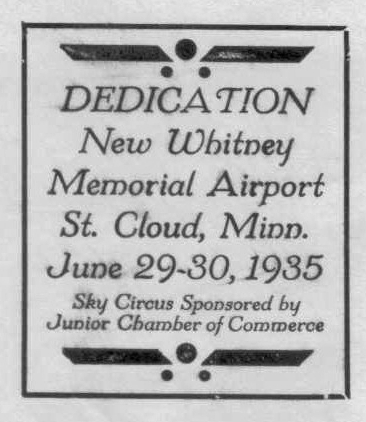 DEDICATION
New Whitney
Memorial Airport
St. Cloud, Minn.
June 29-30, 1935
Sky Circus Sponsored by
Junior Chamber of Commerce